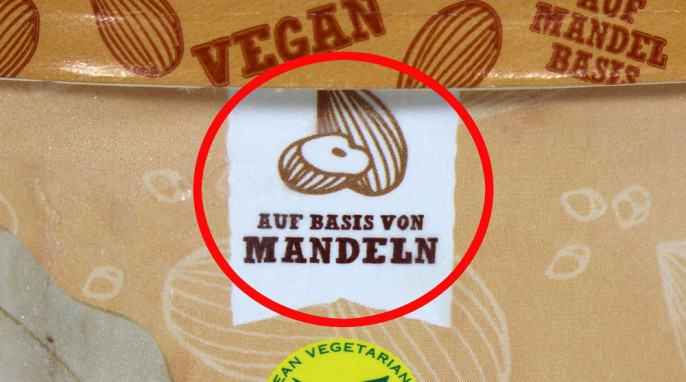 VEGAN
AUF
MANDEL
BASIS
AUF BASIS VON
MANDELN
EAN VEGETARIAN